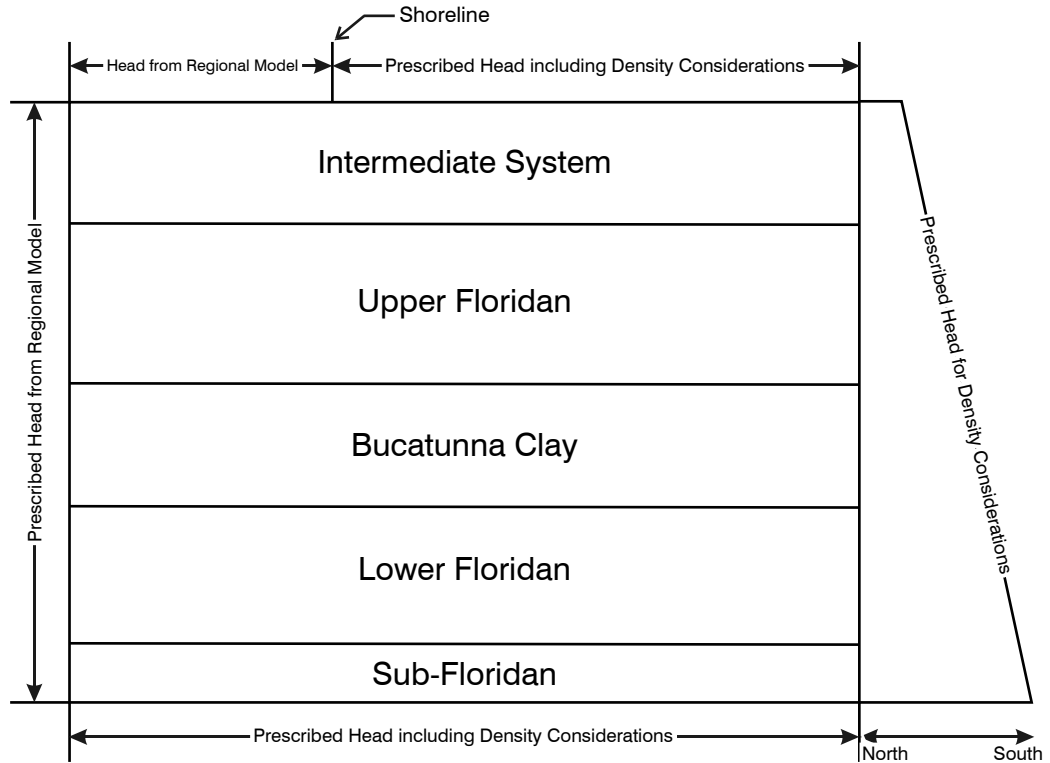 Shoreline
Head from Regional Model
Prescribed Head including Density Considerations
Intermediate System
Prescribed Head from Regional Model
Prescribed Head for Density Considerations
Upper Floridan
Bucatunna Clay
Lower Floridan
Sub-Floridan
Prescribed Head including Density Considerations
North
South